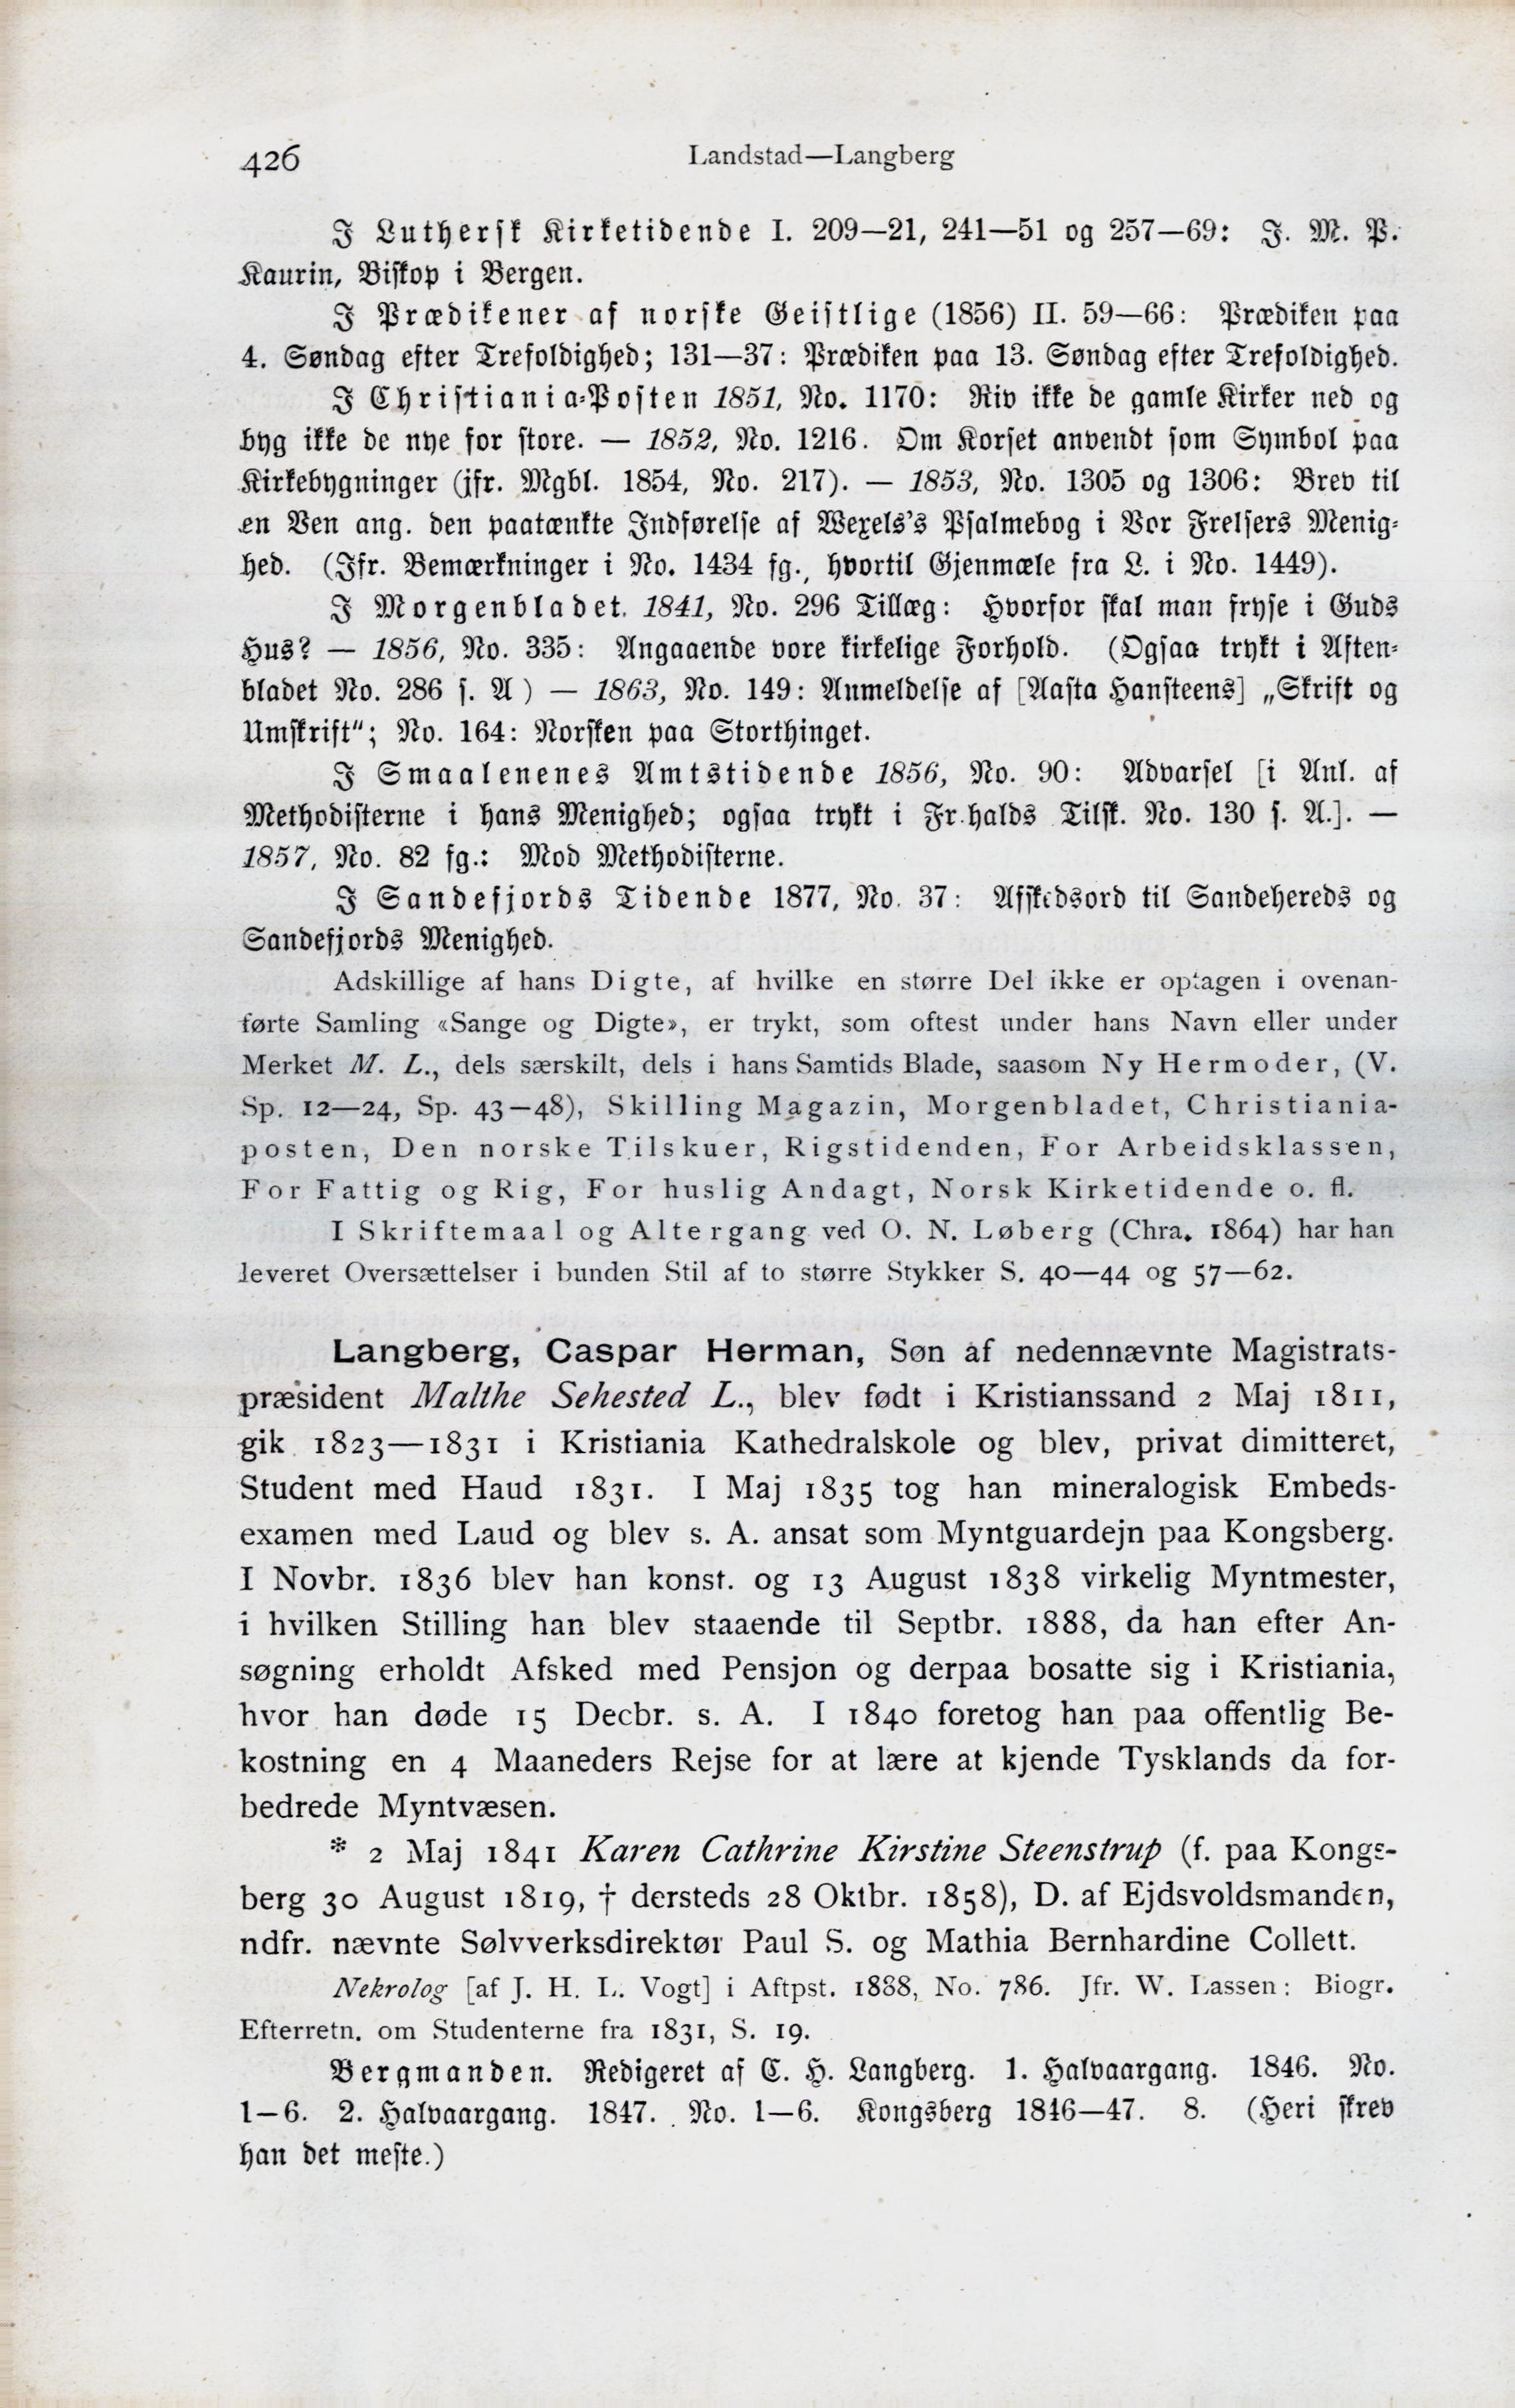 426
Landstad—Langberg
I Luthersk Kirketidende I. 209—21, 241—51 og 257—69: J. M. P.
Kaurin, Biskop i Bergen.
I Prædikener af norske Geistlige (1856) II. 59—66: Prædiken paa
4. Søndag efter Trefoldighed; 131—37: Prædiken paa 13. Søndag efter Trefoldighed.
I Christiania-Posten 1851, No. 1170: Riv ikke de gamle Kirker ned og
byg ikke de nye for store. — 1852, No. 1216. Om Korset anvendt som Symbol paa
Kirkebygninger (jfr. Mgbl. 1854, No. 217). — 1853, No. 1305 og 1306: Brev til
en Ven ang. den paatænkte Indførelse af Wexels's Psalmebog i Vor Frelsers Menig-
hed. (Jfr. Bemærkninger i No. 1434 fg., hvortil Gjenmæle fra L. i No. 1449).
I Morgenbladet. 1841, No. 296 Tillæg: Hvorfor skal man fryse i Guds
Hus? — 1856, No. 335: Angaaende vore kirkelige Forhold. (Ogsaa trykt i Aften-
bladet No. 286 s. A ) — 1863, No. 149: Anmeldelse af [Aasta Hansteens] „Skrift og
Umskrift“; No. 164: Norsken paa Storthinget.
I Smaalenenes Amtstidende 1856, No. 90: Advarsel [i Anl. af
Methodisterne i hans Menighed; ogsaa trykt i Fr.halds Tilsk. No. 130 s. A.]. —
1857, No. 82 fg.: Mod Methodisterne.
I Sandefjords Tidende 1877, No. 37: Afskedsord til Sandehereds og
Sandefjords Menighed.
Adskillige af hans Digte, af hvilke en større Del ikke er optagen i ovenan-
førte Samling «Sange og Digte», er trykt, som oftest under hans Navn eller under
Merket M. L., dels særskilt, dels i hans Samtids Blade, saasom Ny Hermoder, (V.
Sp. 12—24, Sp. 43—48), Skilling Magazin, Morgenbladet, Christiania-
posten, Den norske Tilskuer, Rigstidenden, For Arbeidsklassen,
For Fattig og Rig, For huslig Andagt, Norsk Kirketidende o. fl.
I Skriftemaal og Altergang ved O. N. Løberg (Chra. 1864) har han
leveret Oversættelser i bunden Stil af to større Stykker S. 40—44 og 57—62.
Langberg, Caspar Herman, Søn af nedennævnte Magistrats-
præsident Malthe Sehested L., blev født i Kristianssand 2 Maj 1811,
gik 1823—1831 i Kristiania Kathedralskole og blev, privat dimitteret,
Student med Haud 1831. I Maj 1835 tog han mineralogisk Embeds-
examen med Laud og blev s. A. ansat som Myntguardejn paa Kongsberg.
I Novbr. 1836 blev han konst. og 13 August 1838 virkelig Myntmester,
i hvilken Stilling han blev staaende til Septbr. 1888, da han efter An-
søgning erholdt Afsked med Pensjon og derpaa bosatte sig i Kristiania,
hvor han døde 15 Decbr. s. A. I 1840 foretog han paa offentlig Be-
kostning en 4 Maaneders Rejse for at lære at kjende Tysklands da for-
bedrede Myntvæsen.
* 2 Maj 1841 Karen Cathrine Kirstine Steenstrup (f. paa Kongs-
berg 30 August 1819, † dersteds 28 Oktbr. 1858), D. af Ejdsvoldsmanden,
ndfr. nævnte Sølvverksdirektør Paul S. og Mathia Bernhardine Collett.
Nekrolog [af J. H. L. Vogt] i Aftpst. 1888, No. 786. Jfr. W. Lassen: Biogr.
Efterretn. om Studenterne fra 1831, S. 19.
Bergmanden. Redigeret af C. H. Langberg. 1. Halvaargang. 1846. No.
1—6. 2. Halvaargang. 1847. No. 1—6. Kongsberg 1846—47. 8. (Heri skrev
han det meste.)